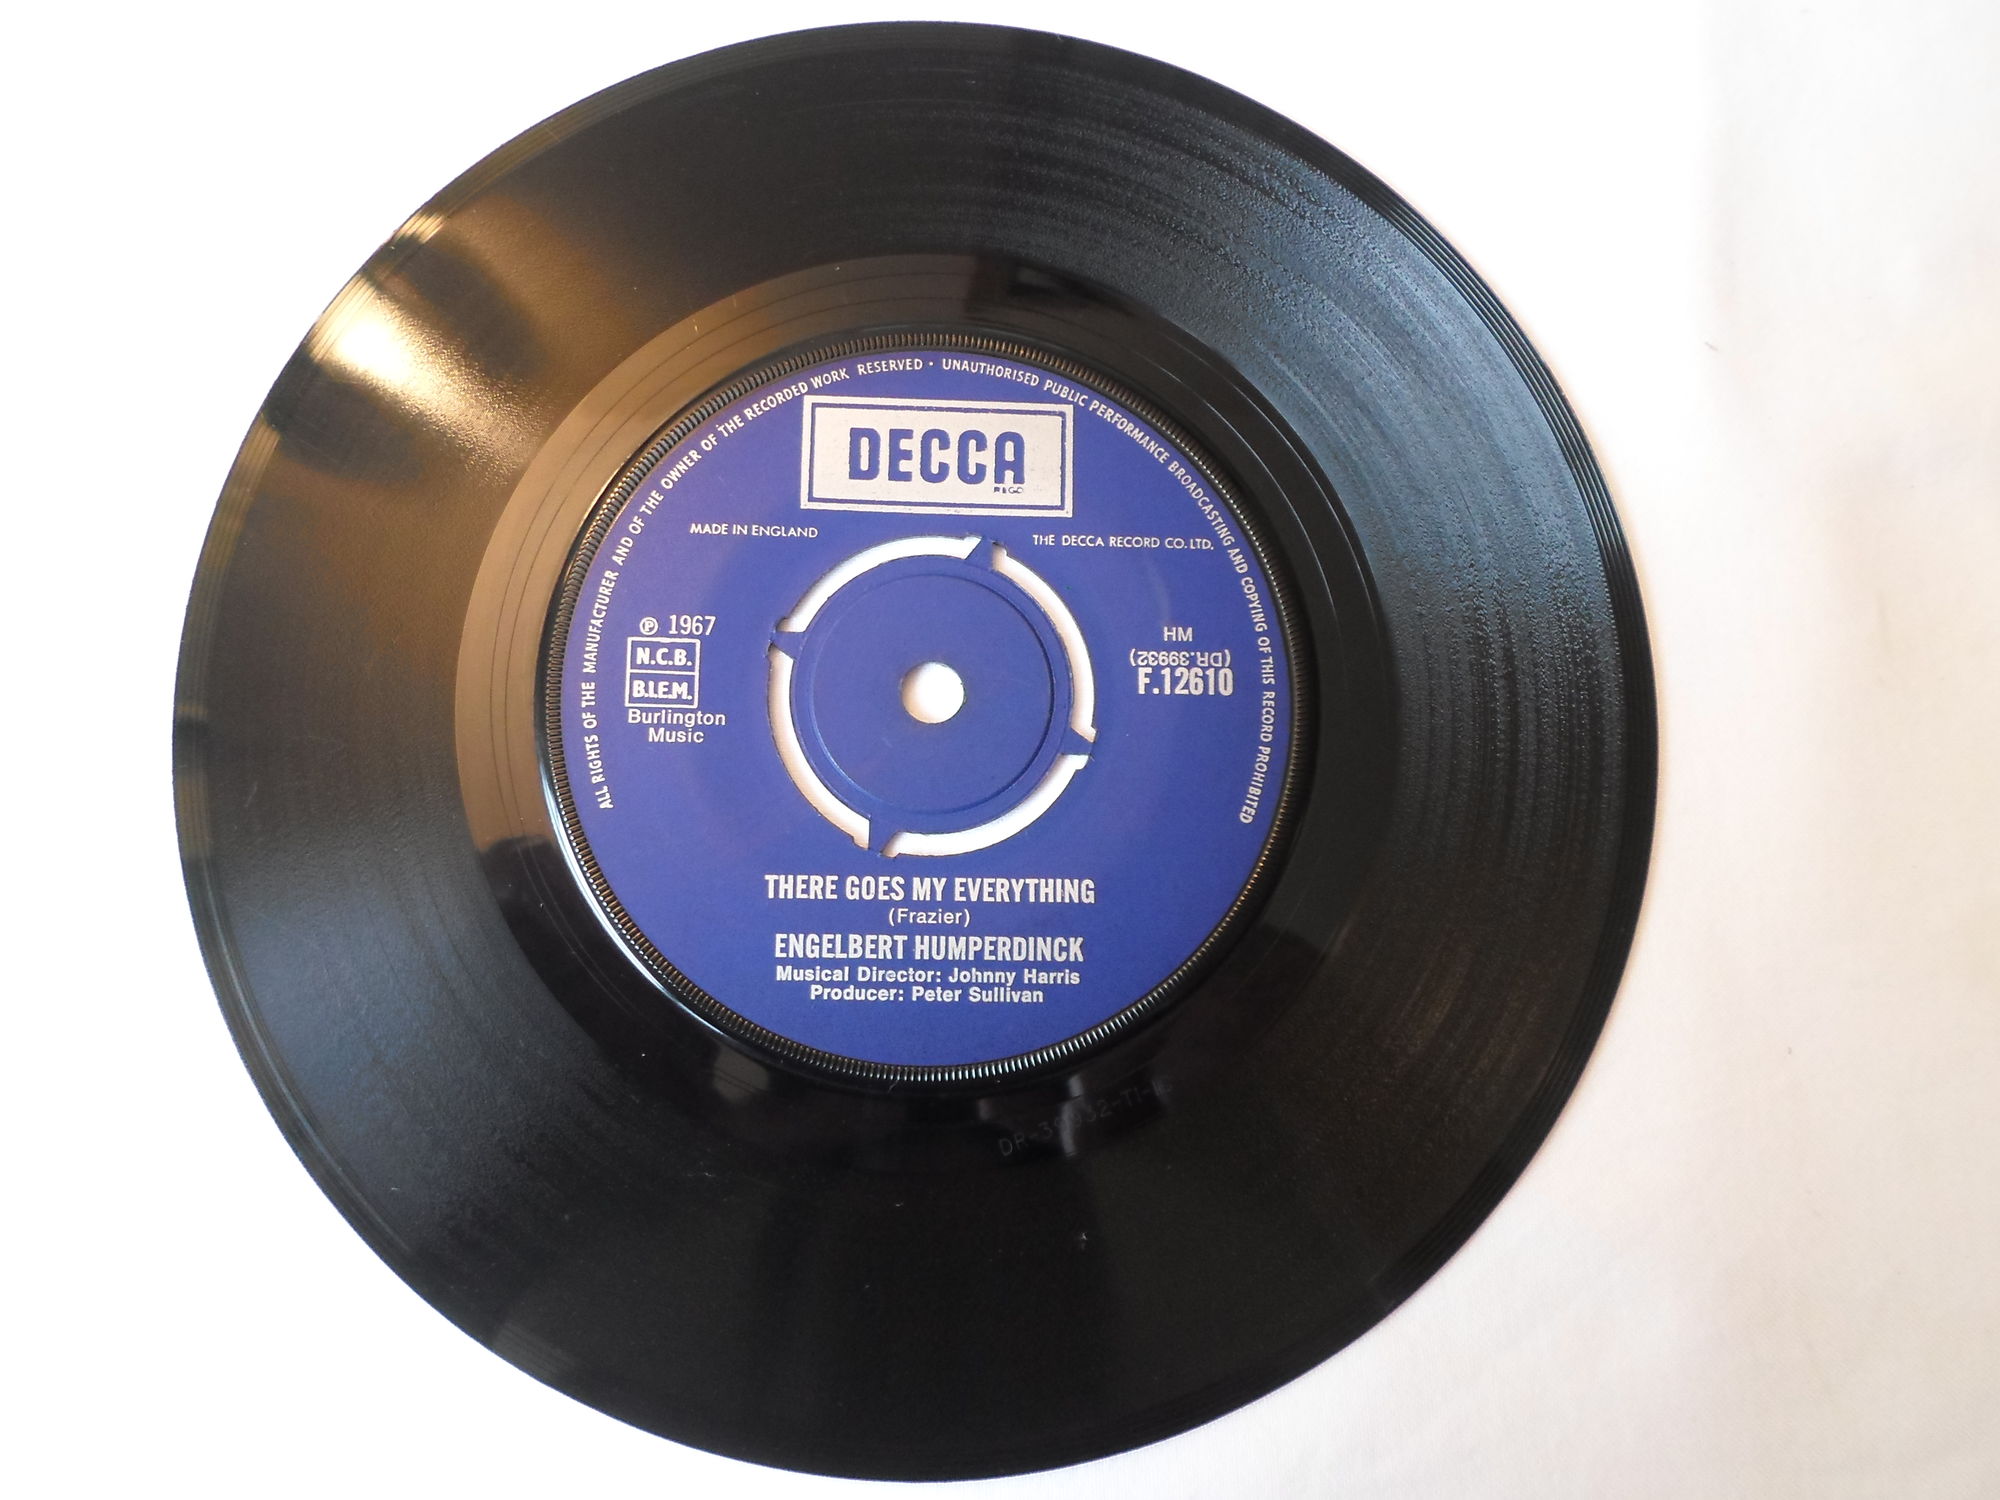 ALL RIGHTS OF THE MANUFACTURER AND OF THE OWNER OF THE RECORDED WORK RESERVED · UNAUTHORISED PUBLIC PERFORMANCE BROADCASTING AND COPYING OF THIS RECORD PROHIBITED
DECCA
REGD
MADE IN ENGLAND
THE DECCA RECORD CO. LTD.
℗ 1967
N.C.B.
B.I.E.M.
Burlington
Music
HM
(DR.39932)
F.12610
THERE GOES MY EVERYTHING
(Frazier)
ENGELBERT HUMPERDINCK
Musical Director: Johnny Harris
Producer: Peter Sullivan